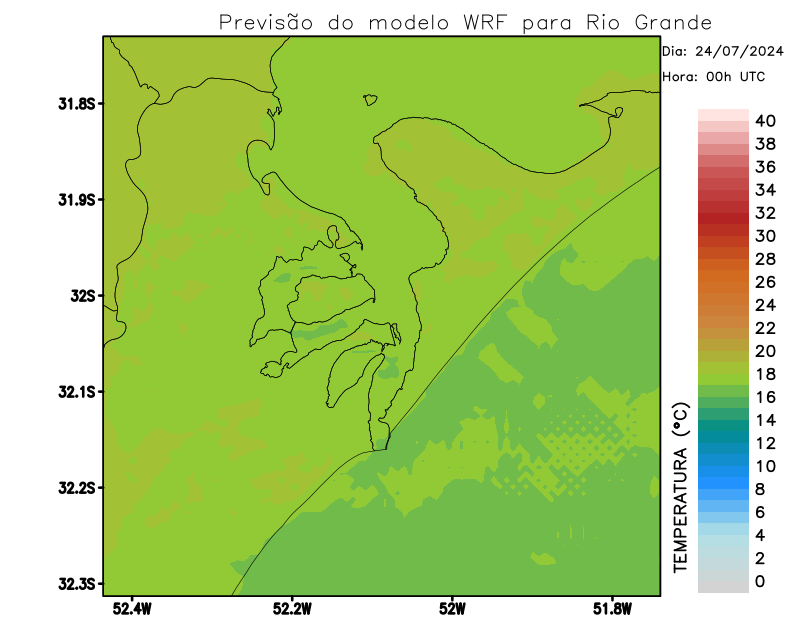 Previsão do modelo WRF para Rio Grande
Dia: 24/07/2024
Hora: 00h UTC
31.8S
31.9S
32S
32.1S
32.2S
32.3S
52.4W
52.2W
52W
51.8W
TEMPERATURA (°C)
40
38
36
34
32
30
28
26
24
22
20
18
16
14
12
10
8
6
4
2
0